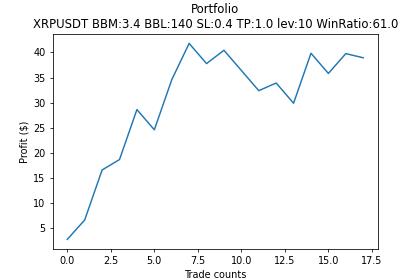 Portfolio
XRPUSDT BBM:3.4 BBL:140 SL:0.4 TP:1.0 lev:10 WinRatio:61.0
Profit ($)
40
35
30
25
20
15
10
5
0.0 2.5 5.0 7.5 10.0 12.5 15.0 17.5
Trade counts